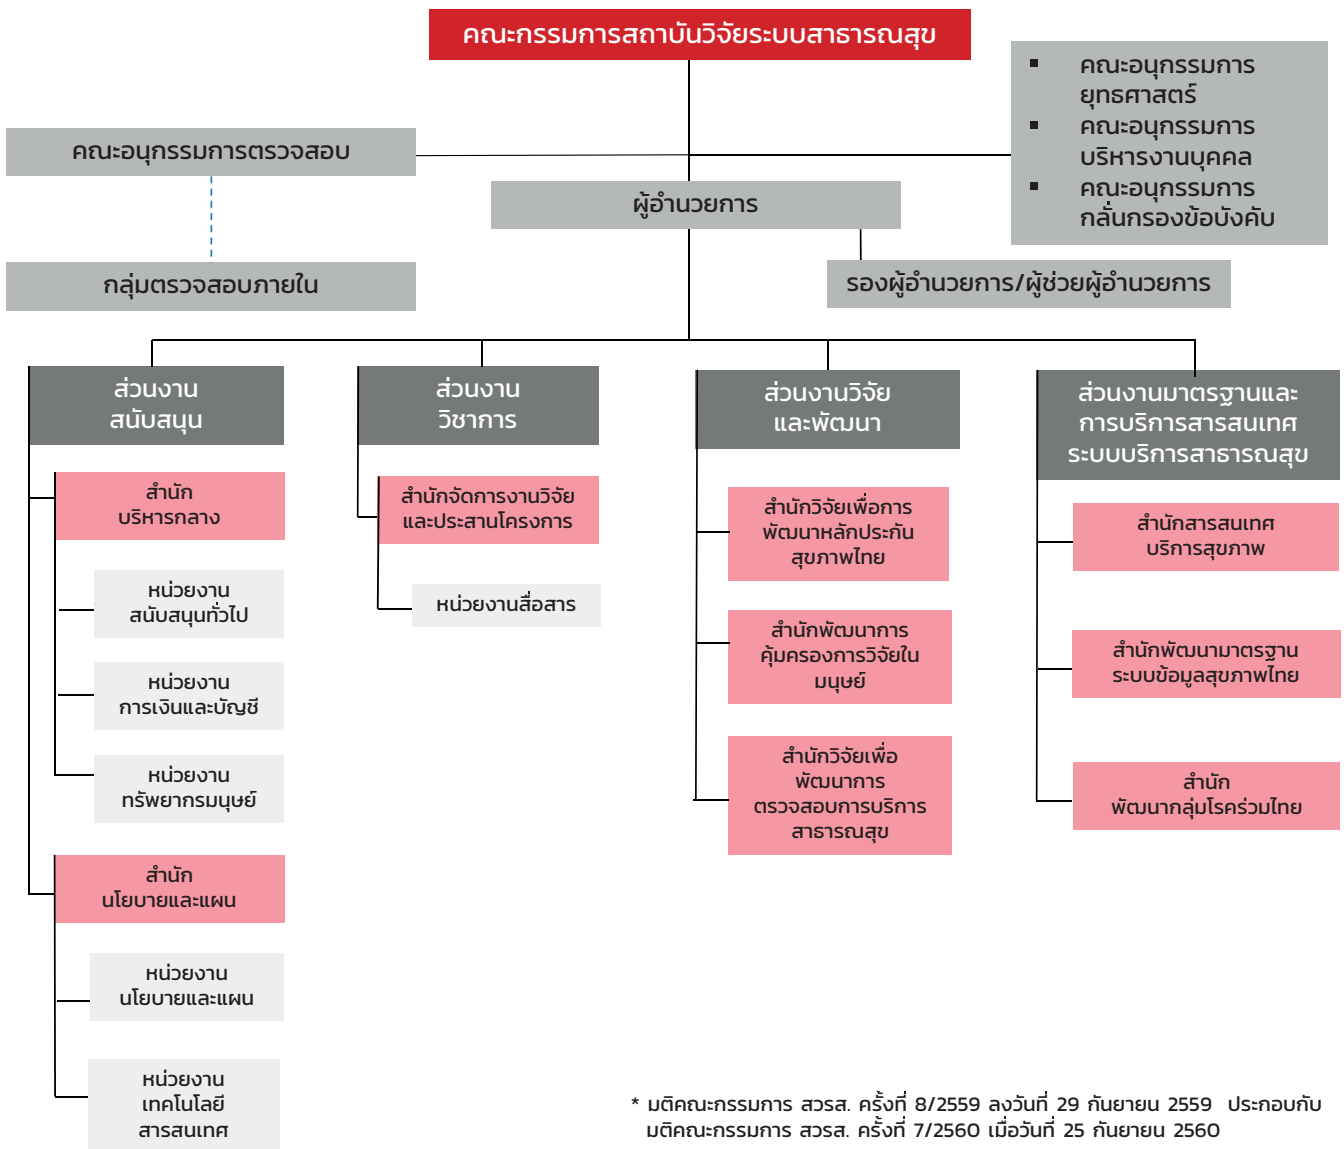 คณะกรรมการสถาบันวิจัยระบบสาธารณสุข
▪ คณะอนุกรรมการ
ยุทธศาสตร์
▪ คณะอนุกรรมการ
บริหารงานบุคคล
▪ คณะอนุกรรมการ
กลั่นกรองข้อบังคับ
คณะอนุกรรมการตรวจสอบ
ผู้อำนวยการ
กลุ่มตรวจสอบภายใน
รองผู้อำนวยการ/ผู้ช่วยผู้อำนวยการ
ส่วนงาน
สนับสนุน
สำนัก
บริหารกลาง
หน่วยงาน
สนับสนุนทั่วไป
หน่วยงาน
การเงินและบัญชี
หน่วยงาน
ทรัพยากรมนุษย์
สำนัก
นโยบายและแผน
หน่วยงาน
นโยบายและแผน
หน่วยงาน
เทคโนโลยี
สารสนเทศ
ส่วนงาน
วิชาการ
สำนักจัดการงานวิจัย
และประสานโครงการ
หน่วยงานสื่อสาร
ส่วนงานวิจัย
และพัฒนา
สำนักวิจัยเพื่อการ
พัฒนาหลักประกัน
สุขภาพไทย
สำนักพัฒนาการ
คุ้มครองการวิจัยใน
มนุษย์
สำนักวิจัยเพื่อ
พัฒนาการ
ตรวจสอบการบริการ
สาธารณสุข
ส่วนงานมาตรฐานและ
การบริการสารสนเทศ
ระบบบริการสาธารณสุข
สำนักสารสนเทศ
บริการสุขภาพ
สำนักพัฒนามาตรฐาน
ระบบข้อมูลสุขภาพไทย
สำนัก
พัฒนากลุ่มโรคร่วมไทย
* มติคณะกรรมการ สวรส. ครั้งที่ 8/2559 ลงวันที่ 29 กันยายน 2559 ประกอบกับ
มติคณะกรรมการ สวรส. ครั้งที่ 7/2560 เมื่อวันที่ 25 กันยายน 2560